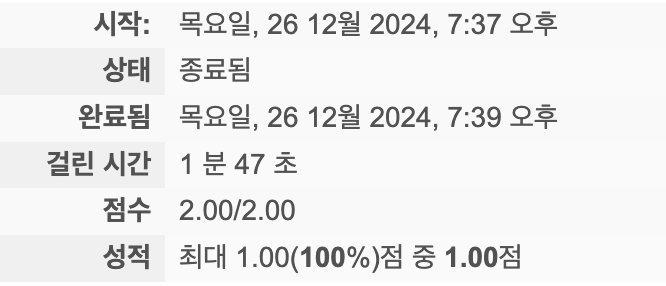 시작: 목요일, 26 12월 2024, 7:37 오후
상태 종료됨
완료됨 목요일, 26 12월 2024, 7:39 오후
걸린 시간 1 분 47 초
점수 2.00/2.00
성적 최대 1.00(100%)점 중 1.00점